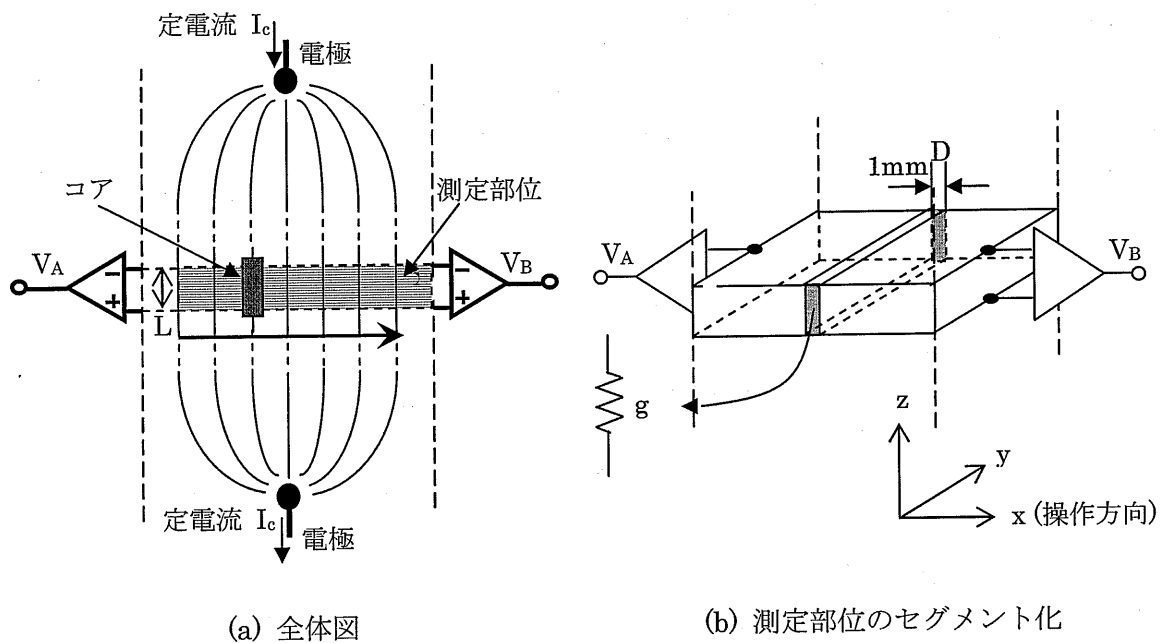 定電流 Ic
電極
コア
測定部位
VA
VB
−
+
−
+
L
定電流 Ic
電極
(a) 全体図
D
1mm
VA
VB
g
z
y
x (操作方向)
(b) 測定部位のセグメント化